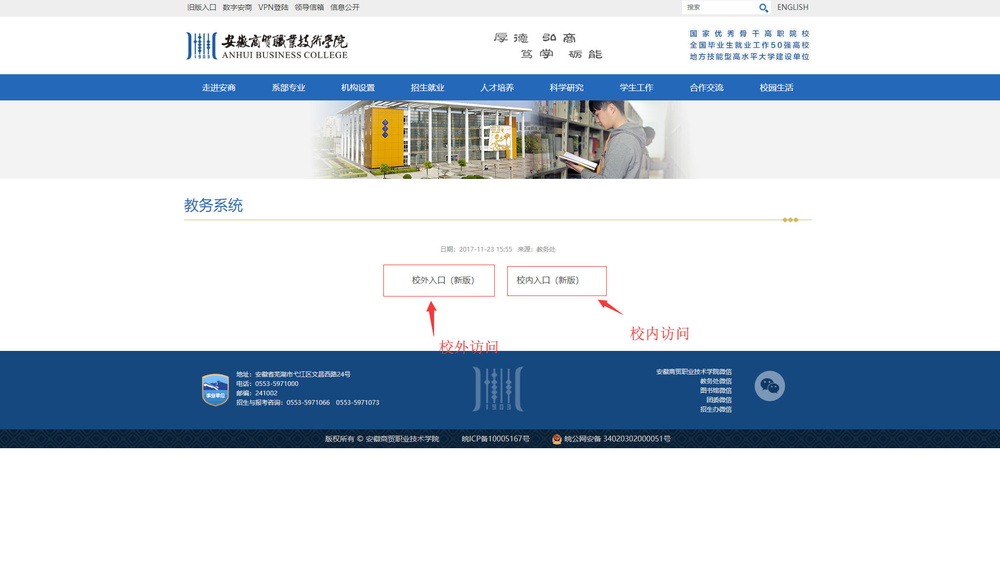 旧版入口 数字安商 VPN登陆 领导信箱 信息公开 搜索 ENGLISH
安徽商贸職業技術學院
ANHUI BUSINESS COLLEGE
1903
厚德 弘商
笃学 砺能
国家优秀骨干高职院校
全国毕业生就业工作50强高校
地方技能型高水平大学建设单位
走进安商 系部专业 机构设置 招生就业 人才培养 科学研究 学生工作 合作交流 校园生活
教务系统
日期：2017-11-23 15:55 来源：教务处
校外入口（新版） 校内入口（新版）
校内访问
校外访问
事业单位
地址：安徽省芜湖市弋江区文昌西路24号
电话：0553-5971000
邮编：241002
招生与报考咨询：0553-5971066 0553-5971073
1903
安徽商贸职业技术学院微信
教务处微信
图书馆微信
团委微信
招生办微信
版权所有 © 安徽商贸职业技术学院 皖ICP备10005167号 皖公网安备 34020302000051号